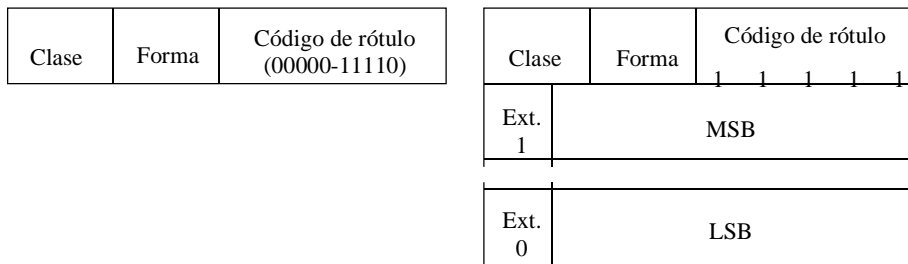 Clase
Forma
Código de rótulo
(00000-11110)
Clase
Forma
Código de rótulo
1 1 1 1 1
Ext.
1
MSB
Ext.
0
LSB